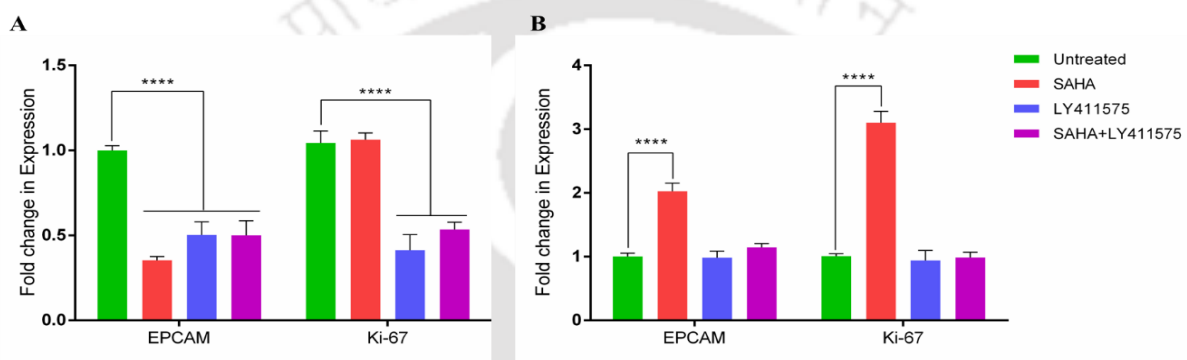 A
Fold change in Expression
1.5
1.0
0.5
0.0
****
****
EPCAM
Ki-67
B
Fold change in Expression
4
3
2
1
0
****
****
EPCAM
Ki-67
Untreated
SAHA
LY411575
SAHA+LY411575